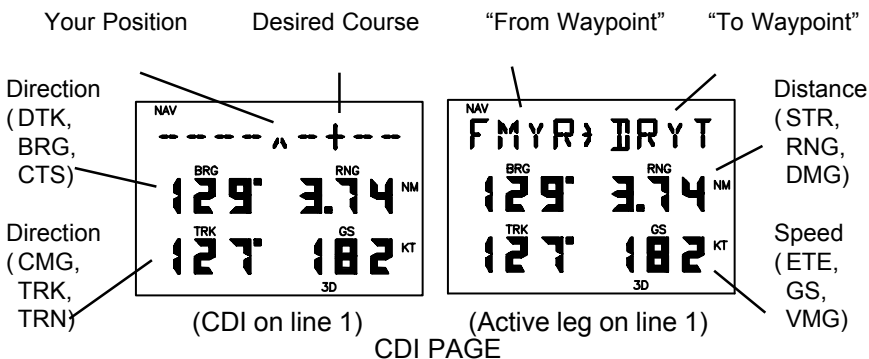 Your Position Desired Course “From Waypoint” “To Waypoint”
Direction
(DTK,
BRG,
CTS)
Direction
(CMG,
TRK,
TRN)
NAV
----^-+--
BRG RNG
129° 3.74 NM
TRK GS
127° 182 KT
3D
(CDI on line 1)
NAV
FMYR→ DRYT
BRG RNG
129° 3.74 NM
TRK GS
127° 182 KT
3D
(Active leg on line 1)
Distance
(STR,
RNG,
DMG)
Speed
(ETE,
GS,
VMG)
CDI PAGE